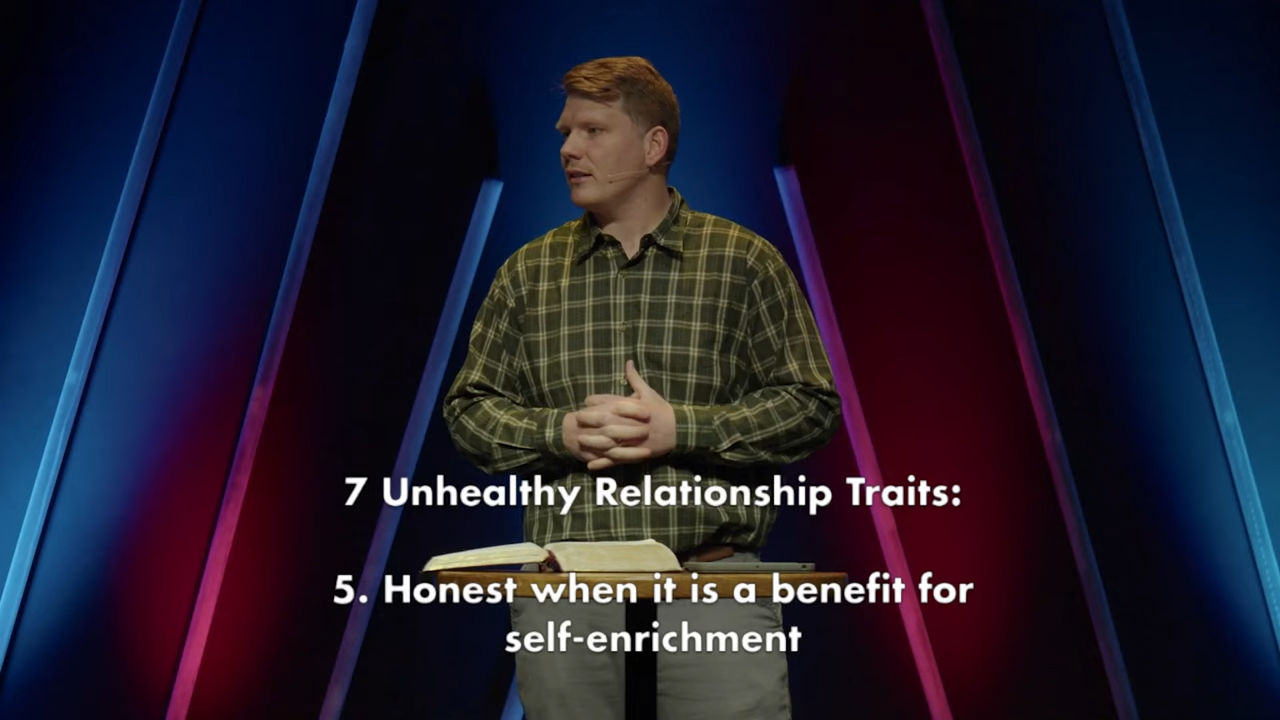 7 Unhealthy Relationship Traits:
5. Honest when it is a benefit for
self-enrichment